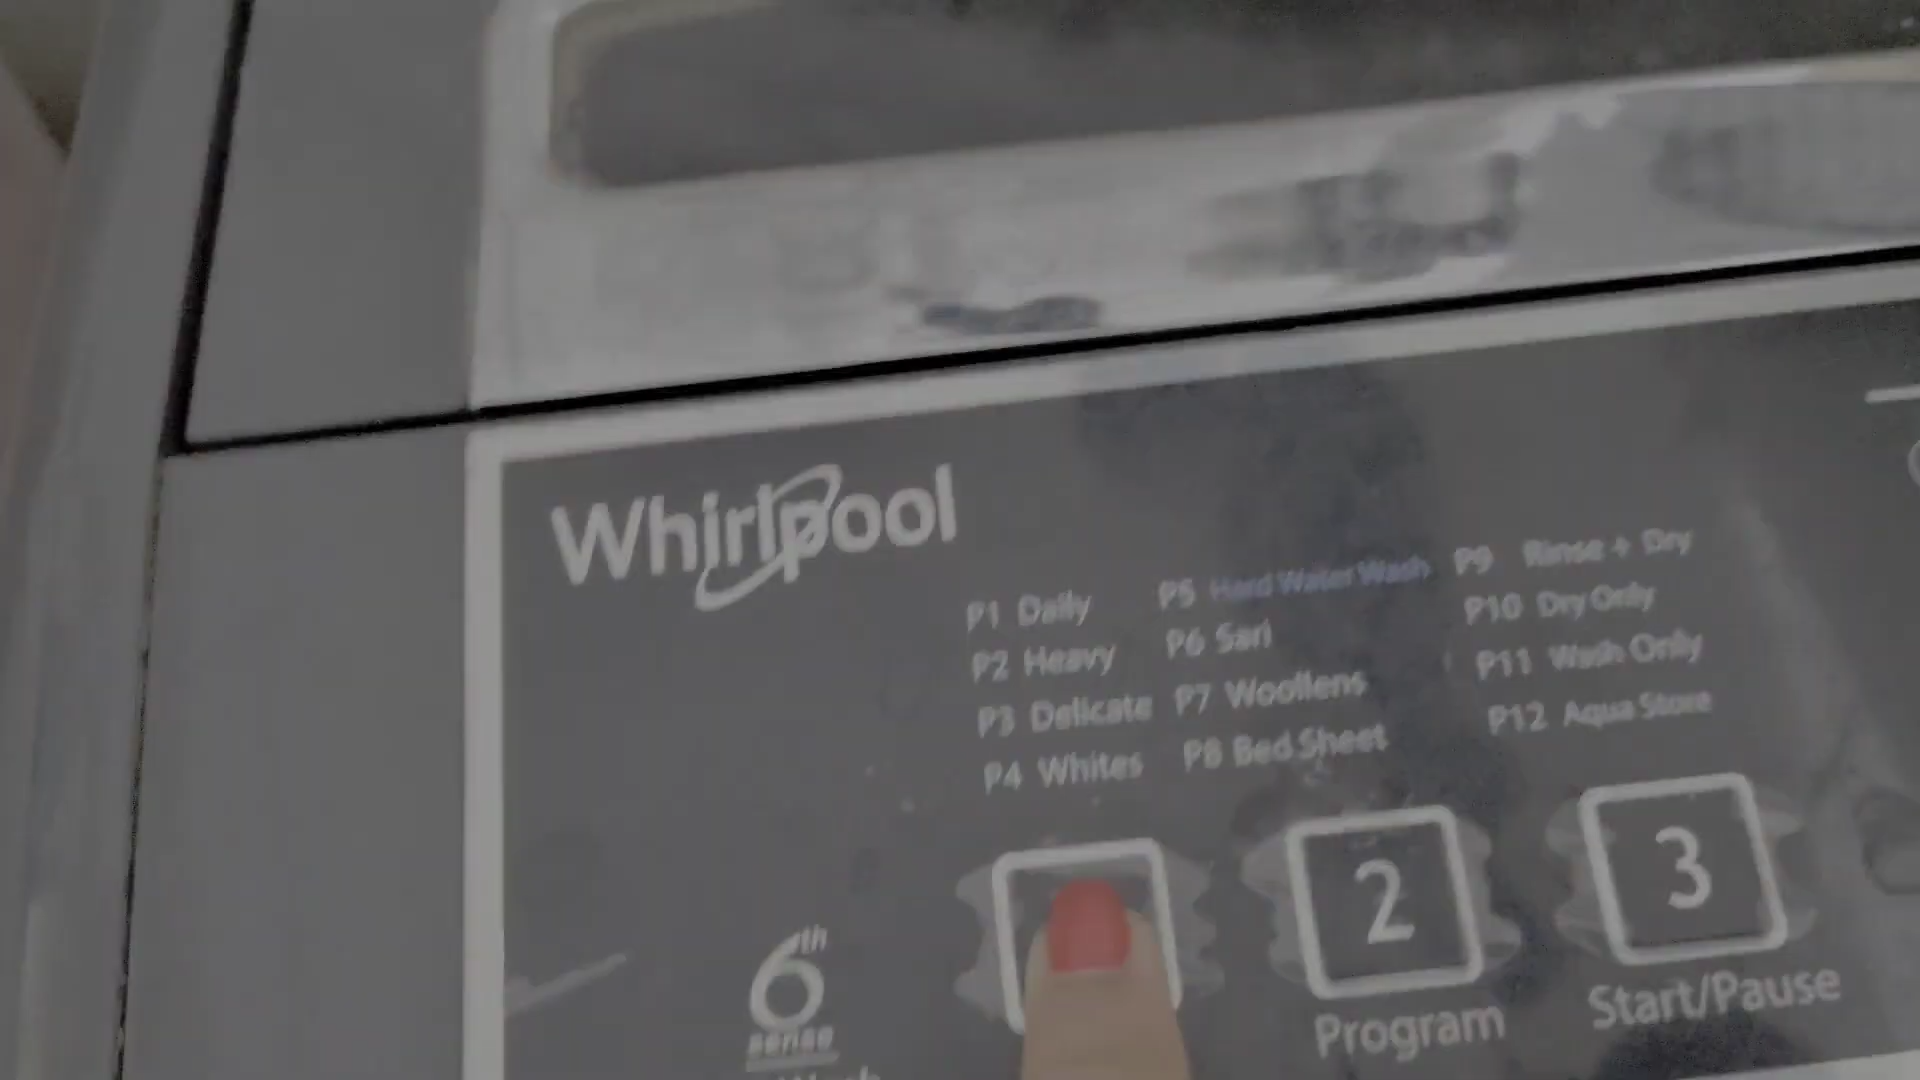 Whirlpool
P1 Daily
P2 Heavy
P3 Delicate
P4 Whites
P5 Hard Water Wash
P6 Sari
P7 Woollens
P8 Bed Sheet
P9 Rinse + Dry
P10 Dry Only
P11 Wash Only
P12 Aqua Store
6th
sense
2
Program
3
Start/Pause